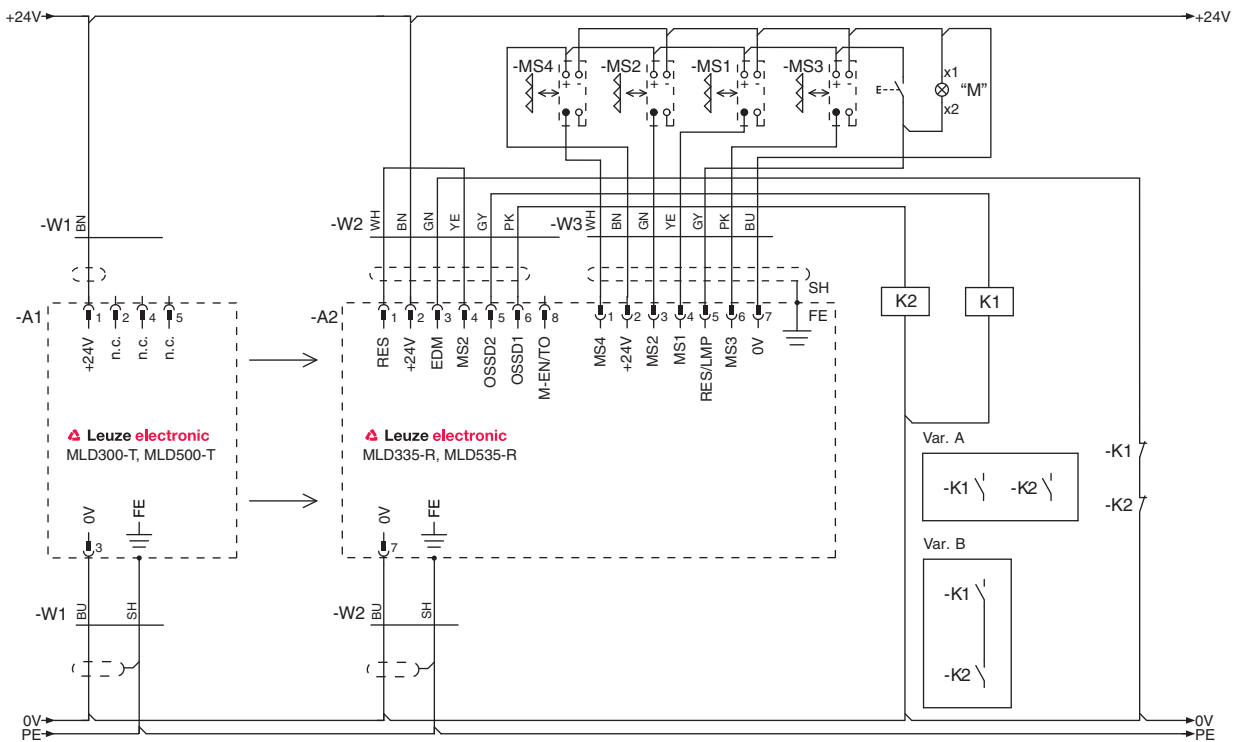 +24V +24V
-MS4 -MS2 -MS1 -MS3 x1 "M"
+ - + - + - + - E x2
-W1 BN -W2 WH BN GN YE GY PK -W3 WH BN GN YE GY PK BU
SH
K2 K1
-A1 1 2 4 5 -A2 1 2 3 4 5 6 8 1 2 3 4 5 6 7 FE
+24V n.c. n.c. n.c. RES +24V EDM MS2 OSSD2 OSSD1 M-EN/TO MS4 +24V MS2 MS1 RES/LMP MS3 0V
Leuze electronic Leuze electronic
MLD300-T, MLD500-T MLD335-R, MLD535-R
Var. A
-K1
-K1 -K2
-K2
0V FE 0V FE
3 7
Var. B
-K1
-W1 BU SH -W2 BU SH
-K2
0V 0V
PE PE